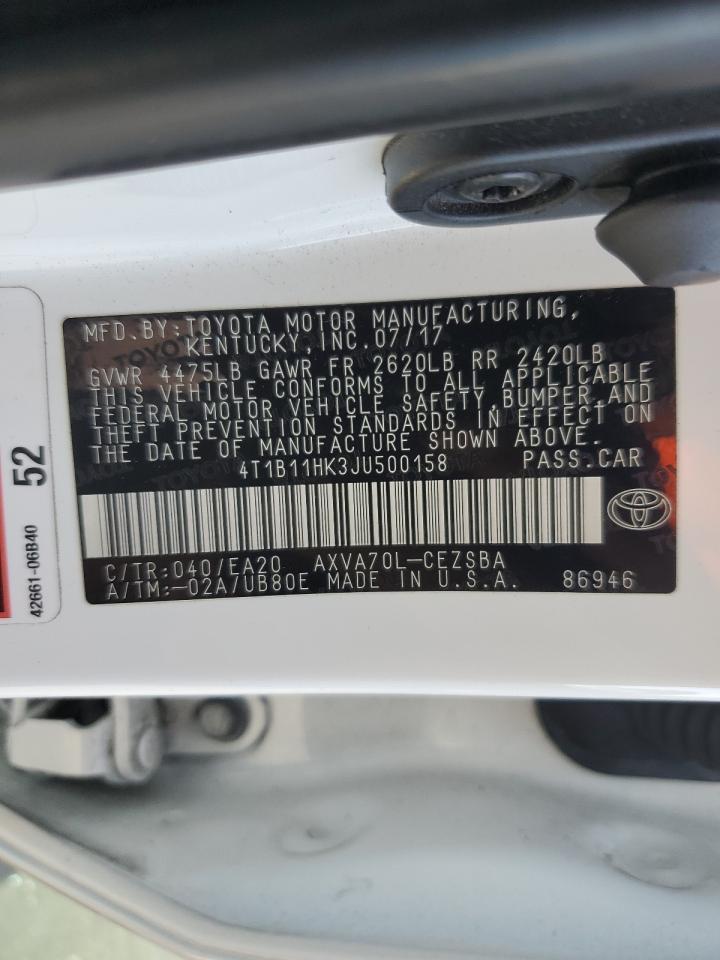 MFD.BY:TOYOTA MOTOR MANUFACTURING,
KENTUCKY,INC.07/17
GVWR 4475LB GAWR FR 2620LB RR 2420LB
THIS VEHICLE CONFORMS TO ALL APPLICABLE
FEDERAL MOTOR VEHICLE SAFETY, BUMPER,AND
THEFT PREVENTION STANDARDS IN EFFECT ON
THE DATE OF MANUFACTURE SHOWN ABOVE.
4T1B11HK3JU500158 PASS.CAR
C/TR:040/EA20 AXVA70L-CEZSBA
A/TM:-02A/UB80E MADE IN U.S.A. 86946
52
42661-06B40